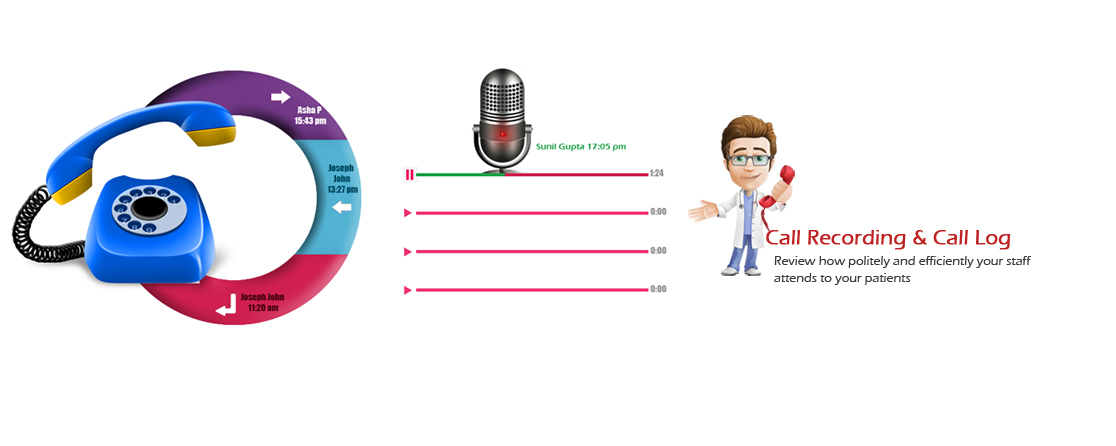 Asha P
15:43 pm
Joseph
John
13:27 pm
Joseph John
11:20 am
Sunil Gupta 17:05 pm
1:24
0:00
0:00
0:00
Call Recording & Call Log
Review how politely and efficiently your staff
attends to your patients